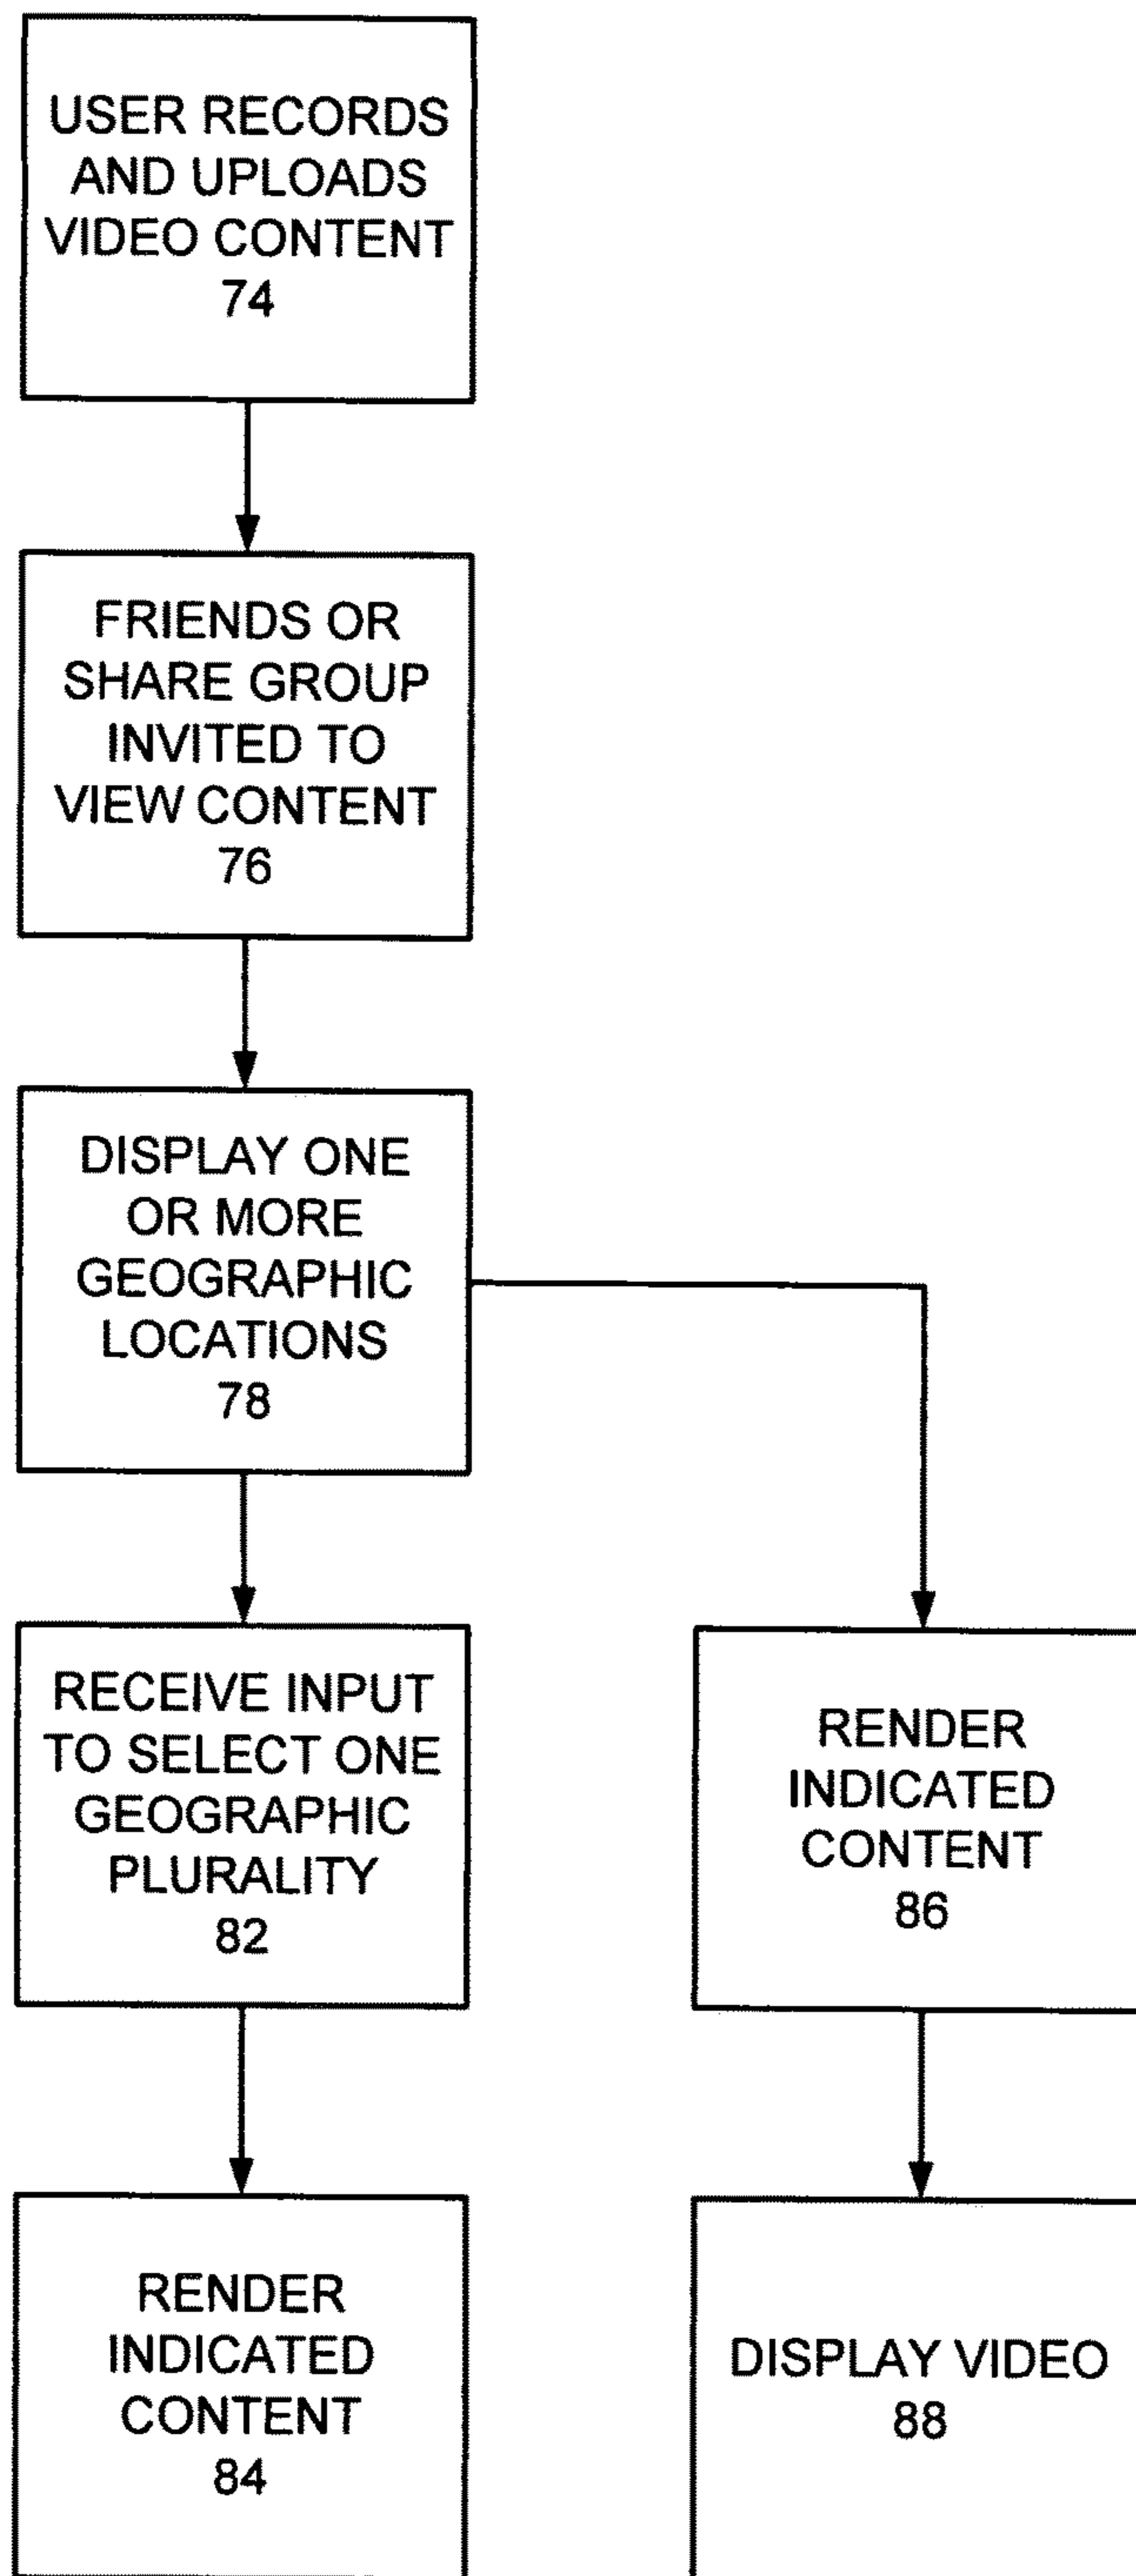 USER RECORDS
AND UPLOADS
VIDEO CONTENT
74
FRIENDS OR
SHARE GROUP
INVITED TO
VIEW CONTENT
76
DISPLAY ONE
OR MORE
GEOGRAPHIC
LOCATIONS
78
RECEIVE INPUT
TO SELECT ONE
GEOGRAPHIC
PLURALITY
82
RENDER
INDICATED
CONTENT
84
RENDER
INDICATED
CONTENT
86
DISPLAY VIDEO
88